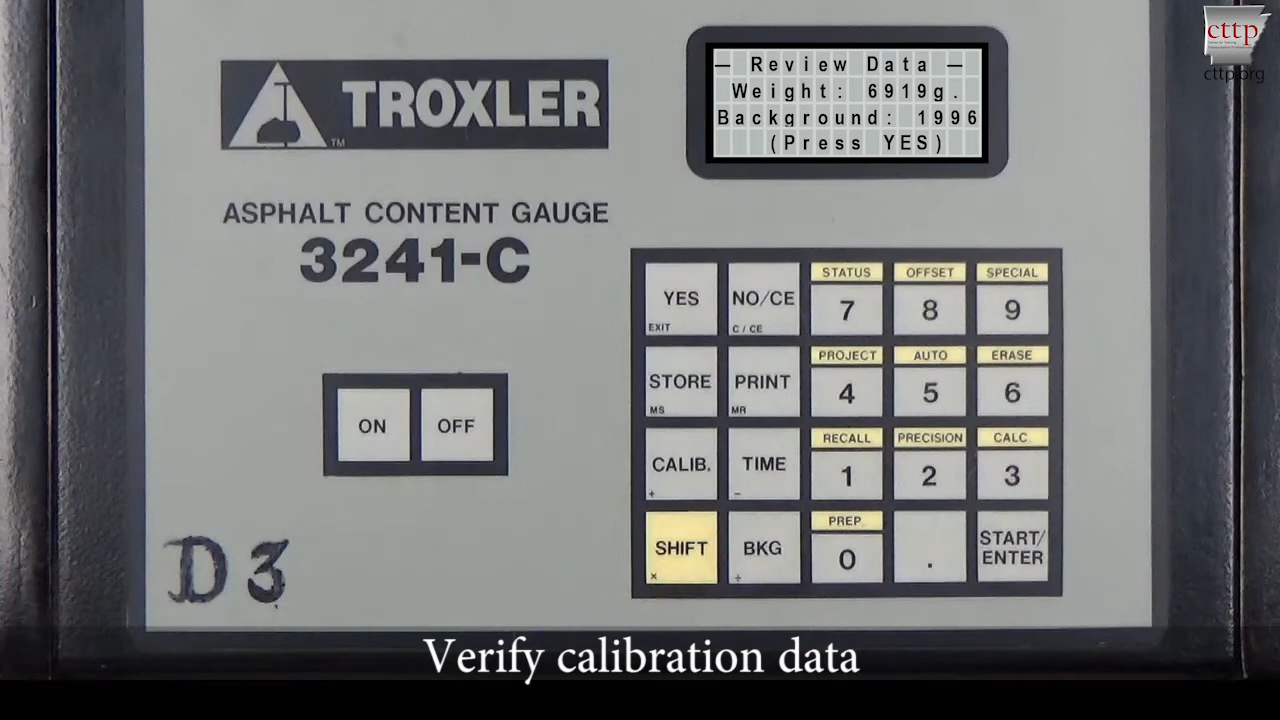 cttp
cttp.org
— Review Data —
Weight: 6919g.
Background: 1996
(Press YES)
TROXLER
TM
ASPHALT CONTENT GAUGE
3241-C
ON OFF
D3
YES
EXIT
NO/CE
C / CE
STATUS
7
OFFSET
8
SPECIAL
9
STORE
MS
PRINT
MR
PROJECT
4
AUTO
5
ERASE
6
CALIB.
+
TIME
−
RECALL
1
PRECISION
2
CALC.
3
SHIFT
×
BKG
÷
PREP.
0
.
START/
ENTER
Verify calibration data